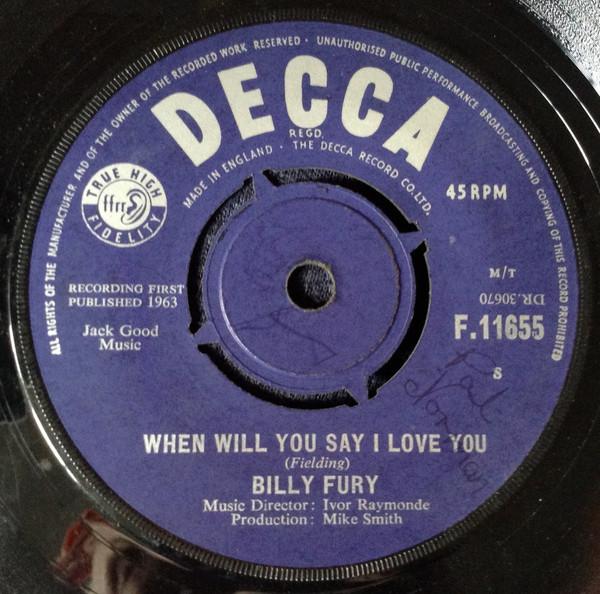 ALL RIGHTS OF THE MANUFACTURER AND OF THE OWNER OF THE RECORDED WORK RESERVED · UNAUTHORISED PUBLIC PERFORMANCE BROADCASTING AND COPYING OF THIS RECORD PROHIBITED
DECCA
REGD.
MADE IN ENGLAND · THE DECCA RECORD CO. LTD.
TRUE HIGH
ffrr
FIDELITY
45 RPM
RECORDING FIRST
PUBLISHED 1963
Jack Good
Music
M/T
DR.30670
F.11655
S
Pat
WHEN WILL YOU SAY I LOVE YOU
(Fielding)
BILLY FURY
Music Director: Ivor Raymonde
Production: Mike Smith